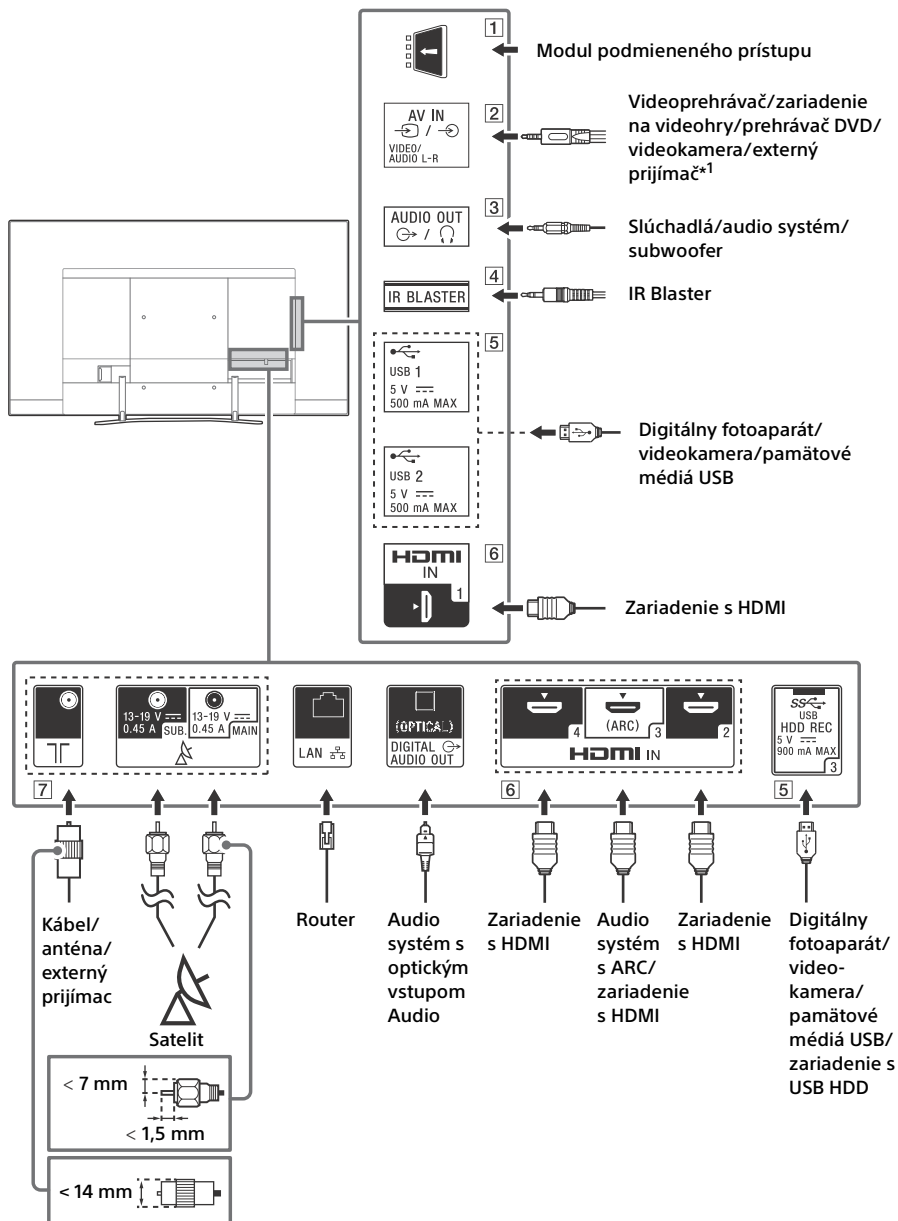 1
Modul podmieneného prístupu
AV IN
/
VIDEO/
AUDIO L-R
2
Videoprehrávač/zariadenie
na videohry/prehrávač DVD/
videokamera/externý
prijímač*1
AUDIO OUT
/
3
Slúchadlá/audio systém/
subwoofer
4
IR BLASTER
IR Blaster
5
USB 1
5 V
500 mA MAX
USB 2
5 V
500 mA MAX
Digitálny fotoaparát/
videokamera/pamätové
médiá USB
HDMI
IN
1
6
Zariadenie s HDMI
13-19 V
0.45 A
SUB.
13-19 V
0.45 A
MAIN
LAN
(OPTICAL)
DIGITAL
AUDIO OUT
4
(ARC)
3
2
HDMI IN
SS
USB
HDD REC
5 V
900 mA MAX
3
7
6
5
Kábel/
anténa/
externý
prijímac
Satelit
Router
Audio
systém s
optickým
vstupom
Audio
Zariadenie
s HDMI
Audio
systém
s ARC/
zariadenie
s HDMI
Zariadenie
s HDMI
Digitálny
fotoaparát/
video-
kamera/
pamätové
médiá USB/
zariadenie s
USB HDD
< 7 mm
< 1,5 mm
< 14 mm